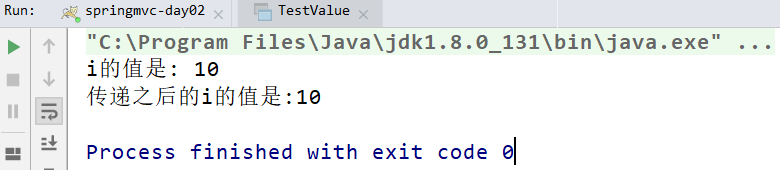 Run: springmvc-day02 × TestValue ×
"C:\Program Files\Java\jdk1.8.0_131\bin\java.exe" ...
i的值是: 10
传递之后的i的值是:10
Process finished with exit code 0